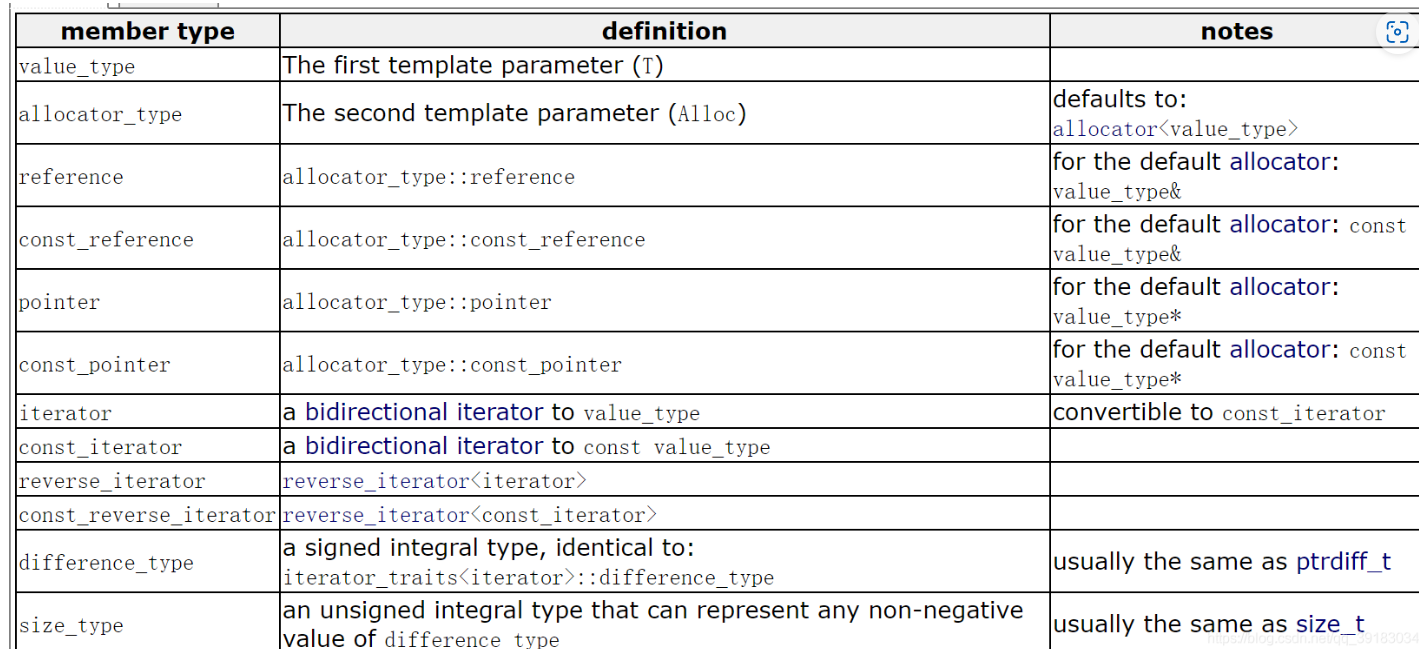 member type definition notes
value_type The first template parameter (T)
allocator_type The second template parameter (Alloc) defaults to:
allocator<value_type>
reference allocator_type::reference for the default allocator:
value_type&
const_reference allocator_type::const_reference for the default allocator: const
value_type&
pointer allocator_type::pointer for the default allocator:
value_type*
const_pointer allocator_type::const_pointer for the default allocator: const
value_type*
iterator a bidirectional iterator to value_type convertible to const_iterator
const_iterator a bidirectional iterator to const value_type
reverse_iterator reverse_iterator<iterator>
const_reverse_iterator reverse_iterator<const_iterator>
difference_type a signed integral type, identical to:
iterator_traits<iterator>::difference_type usually the same as ptrdiff_t
size_type an unsigned integral type that can represent any non-negative
value of difference_type usually the same as size_t
https://blog.csdn.net/qq_39183034